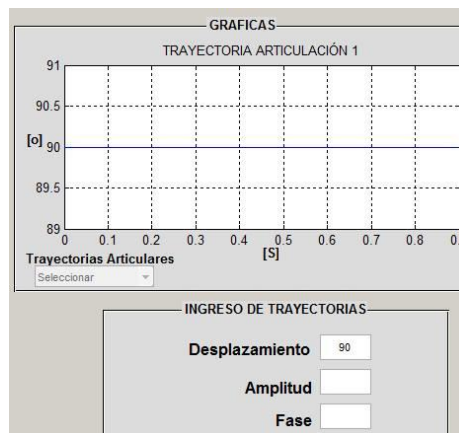 GRAFICAS
TRAYECTORIA ARTICULACIÓN 1
91
90.5
[o] 90
89.5
89
0 0.1 0.2 0.3 0.4 0.5 0.6 0.7 0.8
[S]
Trayectorias Articulares
Seleccionar
INGRESO DE TRAYECTORIAS
Desplazamiento 90
Amplitud
Fase